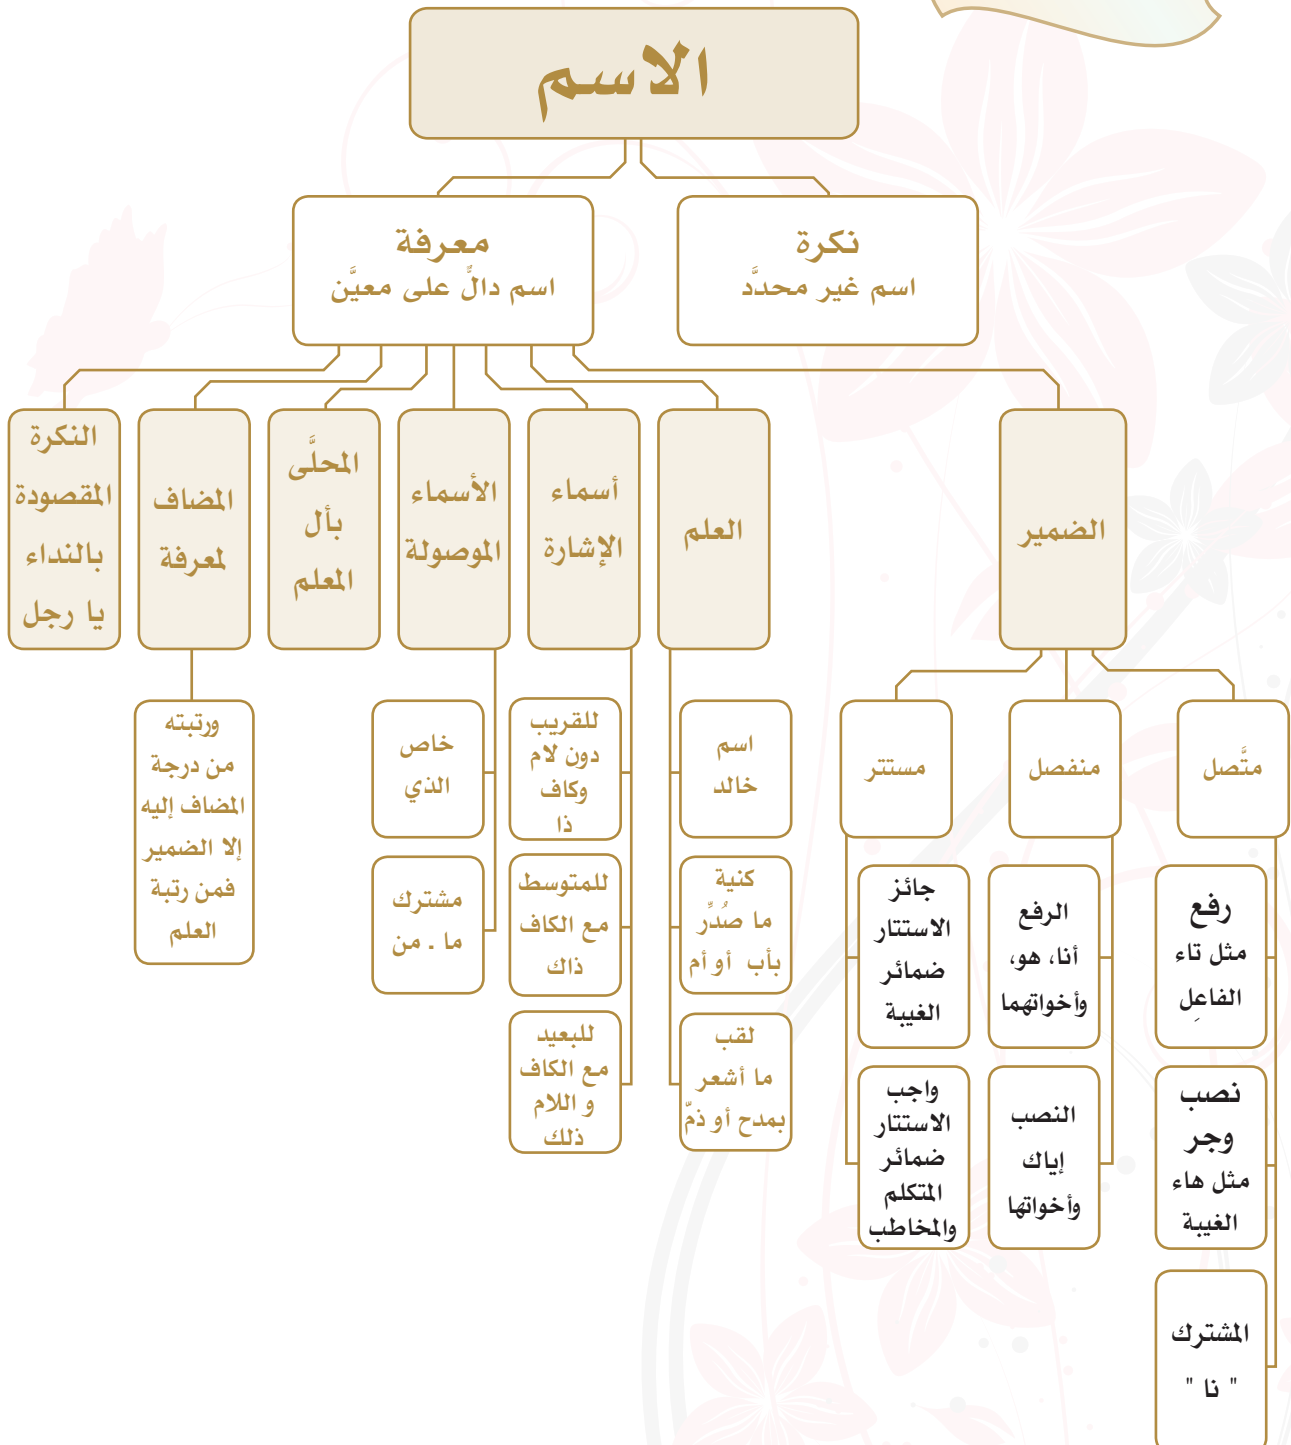 الاسم
نكرة
اسم غير محدَّد
معرفة
اسم دالٌّ على معيَّن
الضمير
العلم
أسماء
الإشارة
الأسماء
الموصولة
المحلَّى
بأل
المعلم
المضاف
لمعرفة
النكرة
المقصودة
بالنداء
يا رجل
متَّصل
منفصل
مستتر
رفع
مثل تاء
الفاعِل
نصب
وجر
مثل هاء
الغيبة
المشترك
" نا "
الرفع
أنا، هو،
وأخواتهما
النصب
إياك
وأخواتها
جائز
الاستتار
ضمائر
الغيبة
واجب
الاستتار
ضمائر
المتكلم
والمخاطب
اسم
خالد
كنية
ما صُدِّر
بأب أو أم
لقب
ما أشعر
بمدح أو ذمّ
للقريب
دون لام
وكاف
ذا
للمتوسط
مع الكاف
ذاك
للبعيد
مع الكاف
و اللام
ذلك
خاص
الذي
مشترك
ما . من
ورتبته
من درجة
المضاف إليه
إلا الضمير
فمن رتبة
العلم